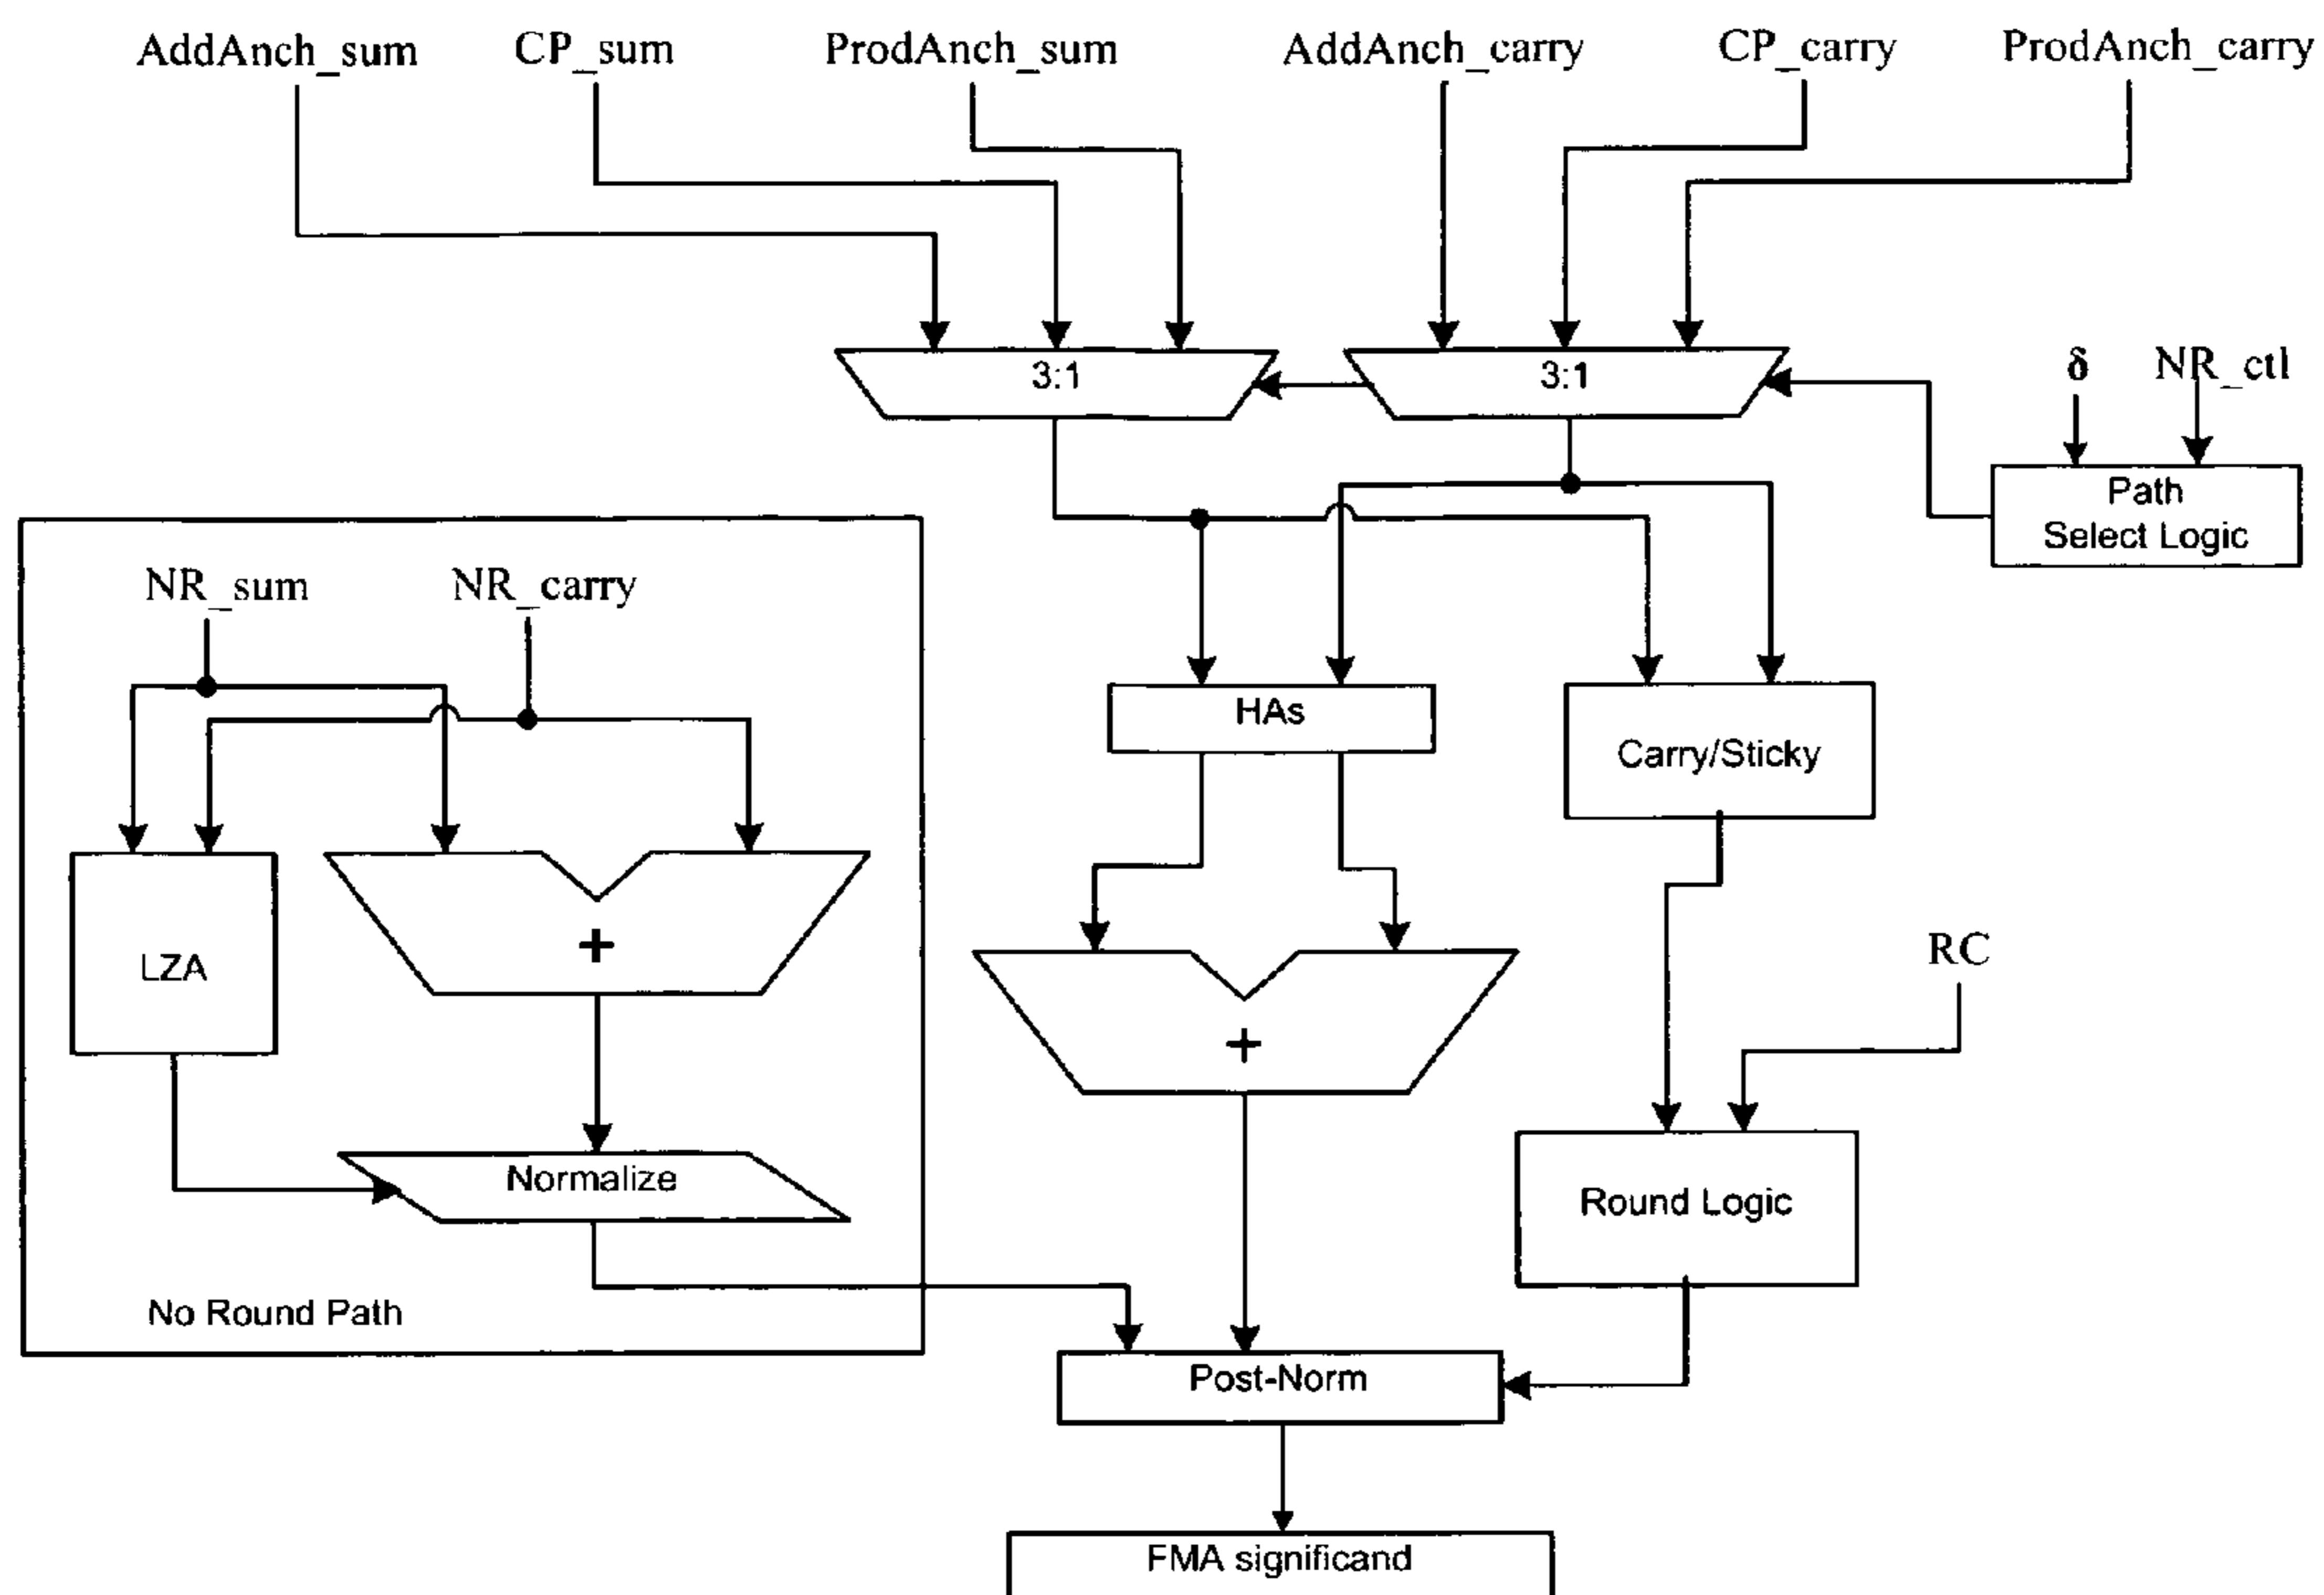 AddAnch_sum
CP_sum
ProdAnch_sum
AddAnch_carry
CP_carry
ProdAnch_carry
3:1
3:1
δ
NR_ctl
Path
Select Logic
NR_sum
NR_carry
HAs
Carry/Sticky
LZA
+
+
RC
Normalize
Round Logic
No Round Path
Post-Norm
FMA significand